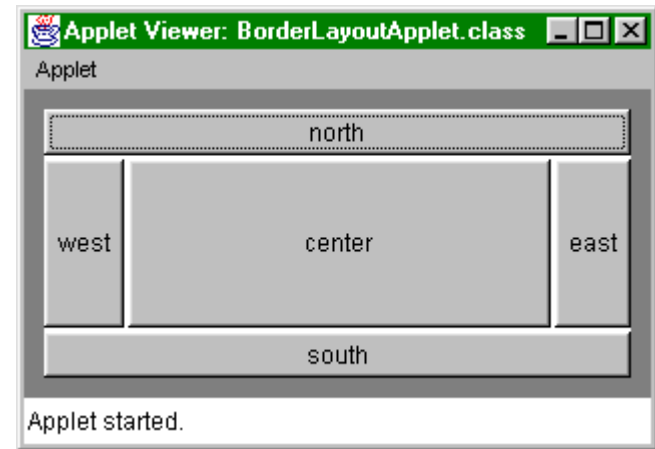 Applet Viewer: BorderLayoutApplet.class
Applet
north
west center east
south
Applet started.